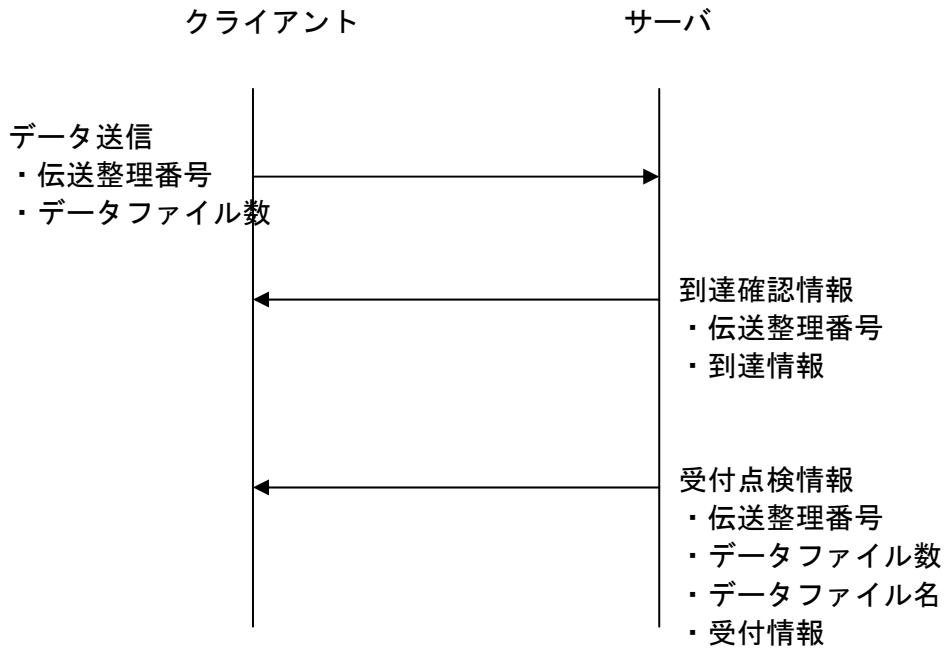 クライアント
サーバ
データ送信
・伝送整理番号
・データファイル数
到達確認情報
・伝送整理番号
・到達情報
受付点検情報
・伝送整理番号
・データファイル数
・データファイル名
・受付情報